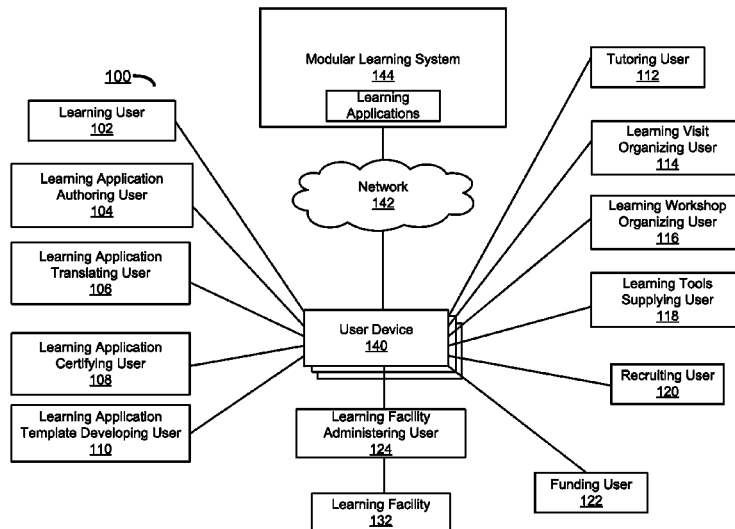 100
Modular Learning System
144
Learning
Applications
Network
142
Learning User
102
Learning Application
Authoring User
104
Learning Application
Translating User
106
Learning Application
Certifying User
108
Learning Application
Template Developing User
110
User Device
140
Learning Facility
Administering User
124
Learning Facility
132
Tutoring User
112
Learning Visit
Organizing User
114
Learning Workshop
Organizing User
116
Learning Tools
Supplying User
118
Recruiting User
120
Funding User
122